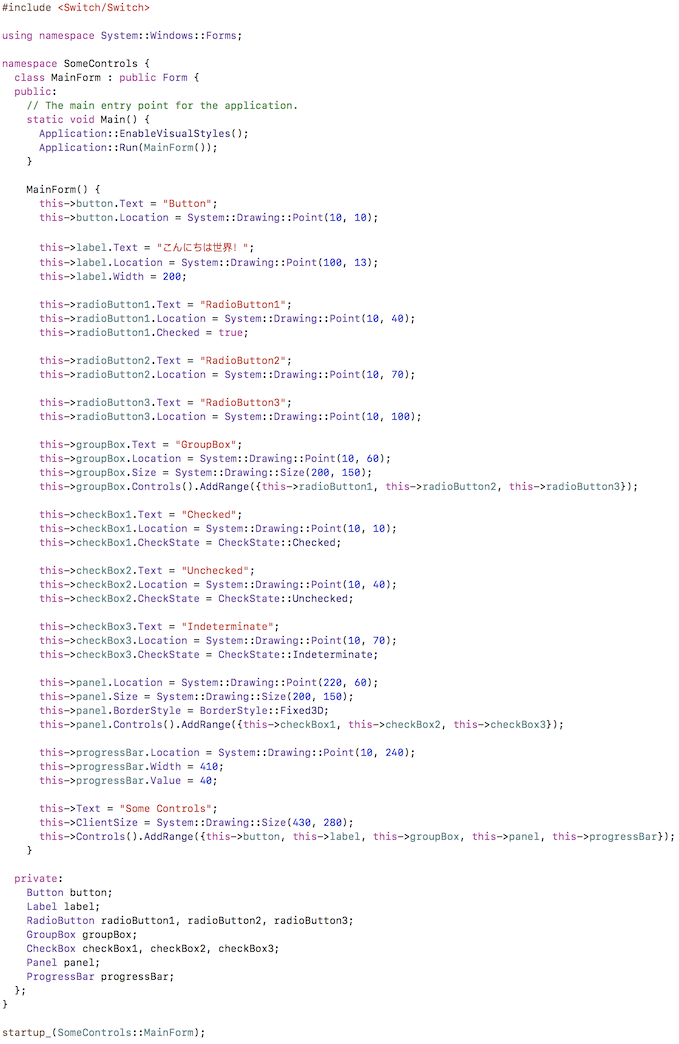 #include <Switch/Switch>

using namespace System::Windows::Forms;

namespace SomeControls {
  class MainForm : public Form {
  public:
    // The main entry point for the application.
    static void Main() {
      Application::EnableVisualStyles();
      Application::Run(MainForm());
    }

    MainForm() {
      this->button.Text = "Button";
      this->button.Location = System::Drawing::Point(10, 10);

      this->label.Text = "こんにちは世界！";
      this->label.Location = System::Drawing::Point(100, 13);
      this->label.Width = 200;

      this->radioButton1.Text = "RadioButton1";
      this->radioButton1.Location = System::Drawing::Point(10, 40);
      this->radioButton1.Checked = true;

      this->radioButton2.Text = "RadioButton2";
      this->radioButton2.Location = System::Drawing::Point(10, 70);

      this->radioButton3.Text = "RadioButton3";
      this->radioButton3.Location = System::Drawing::Point(10, 100);

      this->groupBox.Text = "GroupBox";
      this->groupBox.Location = System::Drawing::Point(10, 60);
      this->groupBox.Size = System::Drawing::Size(200, 150);
      this->groupBox.Controls().AddRange({this->radioButton1, this->radioButton2, this->radioButton3});

      this->checkBox1.Text = "Checked";
      this->checkBox1.Location = System::Drawing::Point(10, 10);
      this->checkBox1.CheckState = CheckState::Checked;

      this->checkBox2.Text = "Unchecked";
      this->checkBox2.Location = System::Drawing::Point(10, 40);
      this->checkBox2.CheckState = CheckState::Unchecked;

      this->checkBox3.Text = "Indeterminate";
      this->checkBox3.Location = System::Drawing::Point(10, 70);
      this->checkBox3.CheckState = CheckState::Indeterminate;

      this->panel.Location = System::Drawing::Point(220, 60);
      this->panel.Size = System::Drawing::Size(200, 150);
      this->panel.BorderStyle = BorderStyle::Fixed3D;
      this->panel.Controls().AddRange({this->checkBox1, this->checkBox2, this->checkBox3});

      this->progressBar.Location = System::Drawing::Point(10, 240);
      this->progressBar.Width = 410;
      this->progressBar.Value = 40;

      this->Text = "Some Controls";
      this->ClientSize = System::Drawing::Size(430, 280);
      this->Controls().AddRange({this->button, this->label, this->groupBox, this->panel, this->progressBar});
    }

  private:
    Button button;
    Label label;
    RadioButton radioButton1, radioButton2, radioButton3;
    GroupBox groupBox;
    CheckBox checkBox1, checkBox2, checkBox3;
    Panel panel;
    ProgressBar progressBar;
  };
}

startup_(SomeControls::MainForm);